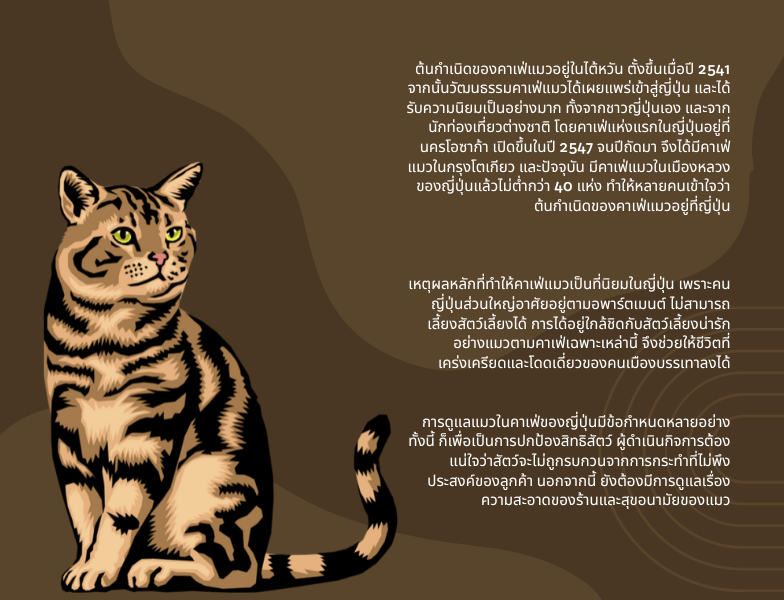 ต้นกำเนิดของคาเฟ่แมวอยู่ในไต้หวัน ตั้งขึ้นเมื่อปี 2541
จากนั้นวัฒนธรรมคาเฟ่แมวได้เผยแพร่เข้าสู่ญี่ปุ่น และได้
รับความนิยมเป็นอย่างมาก ทั้งจากชาวญี่ปุ่นเอง และจาก
นักท่องเที่ยวต่างชาติ โดยคาเฟ่แห่งแรกในญี่ปุ่นอยู่ที่
นครโอซาก้า เปิดขึ้นในปี 2547 จนปีถัดมา จึงได้มีคาเฟ่
แมวในกรุงโตเกียว และปัจจุบัน มีคาเฟ่แมวในเมืองหลวง
ของญี่ปุ่นแล้วไม่ต่ำกว่า 40 แห่ง ทำให้หลายคนเข้าใจว่า
ต้นกำเนิดของคาเฟ่แมวอยู่ที่ญี่ปุ่น
เหตุผลหลักที่ทำให้คาเฟ่แมวเป็นที่นิยมในญี่ปุ่น เพราะคน
ญี่ปุ่นส่วนใหญ่อาศัยอยู่ตามอพาร์ตเมนต์ ไม่สามารถ
เลี้ยงสัตว์เลี้ยงได้ การได้อยู่ใกล้ชิดกับสัตว์เลี้ยงน่ารัก
อย่างแมวตามคาเฟ่เฉพาะเหล่านี้ จึงช่วยให้ชีวิตที่
เคร่งเครียดและโดดเดี่ยวของคนเมืองบรรเทาลงได้
การดูแลแมวในคาเฟ่ของญี่ปุ่นมีข้อกำหนดหลายอย่าง
ทั้งนี้ ก็เพื่อเป็นการปกป้องสิทธิสัตว์ ผู้ดำเนินกิจการต้อง
แน่ใจว่าสัตว์จะไม่ถูกรบกวนจากการกระทำที่ไม่พึง
ประสงค์ของลูกค้า นอกจากนี้ ยังต้องมีการดูแลเรื่อง
ความสะอาดของร้านและสุขอนามัยของแมว